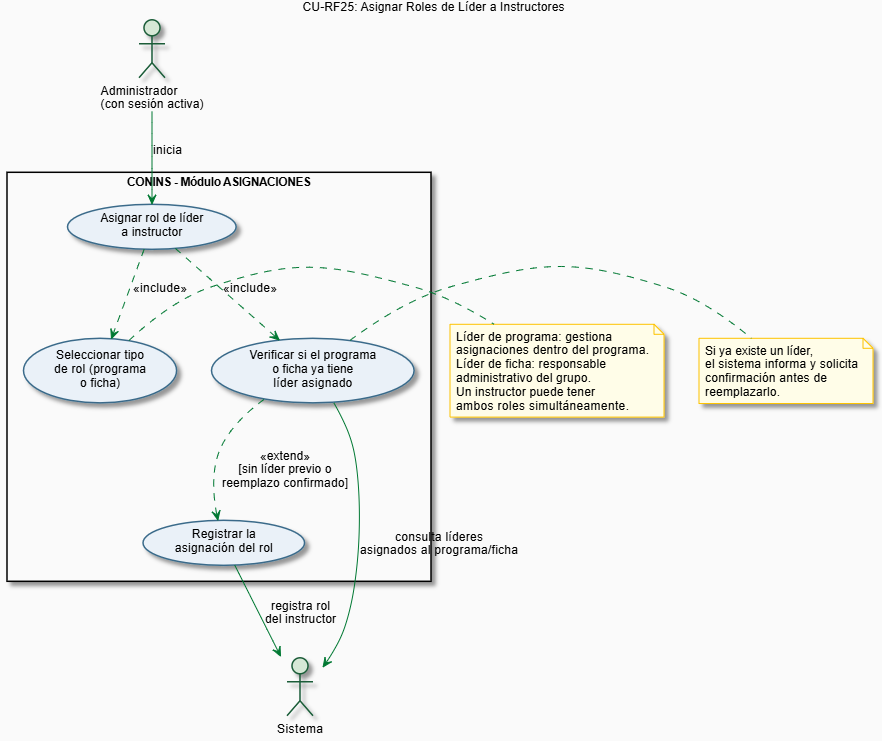 CU-RF25: Asignar Roles de Líder a Instructores
Administrador
(con sesión activa)
inicia
CONINS - Módulo ASIGNACIONES
Asignar rol de líder
a instructor
«include»
«include»
Seleccionar tipo
de rol (programa
o ficha)
Verificar si el programa
o ficha ya tiene
líder asignado
Líder de programa: gestiona
asignaciones dentro del programa.
Líder de ficha: responsable
administrativo del grupo.
Un instructor puede tener
ambos roles simultáneamente.
Si ya existe un líder,
el sistema informa y solicita
confirmación antes de
reemplazarlo.
«extend»
[sin líder previo o
reemplazo confirmado]
Registrar la
asignación del rol
consulta líderes
asignados al programa/ficha
registra rol
del instructor
Sistema